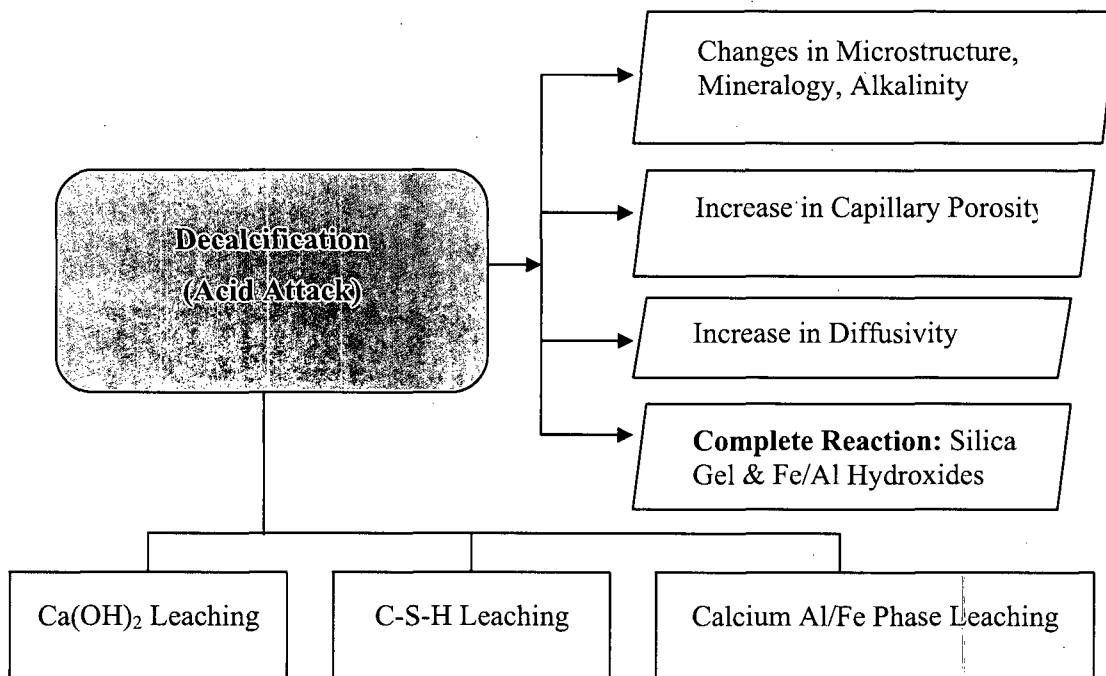 Changes in Microstructure,
Mineralogy, Alkalinity
Decalcification
(Acid Attack)
Increase in Capillary Porosity
Increase in Diffusivity
Complete Reaction: Silica
Gel & Fe/Al Hydroxides
Ca(OH)₂ Leaching
C-S-H Leaching
Calcium Al/Fe Phase Leaching